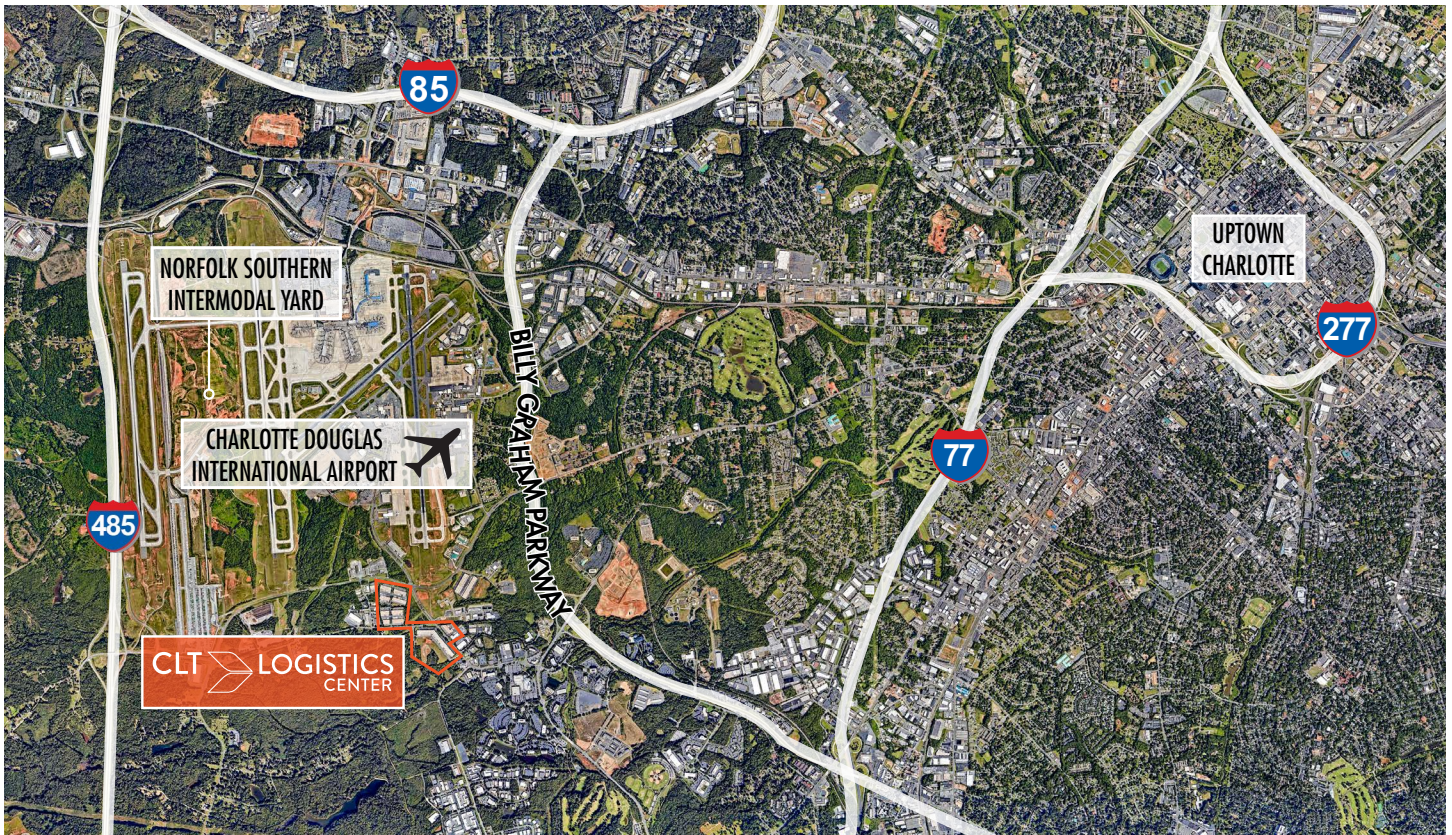 85
NORFOLK SOUTHERN
INTERMODAL YARD
UPTOWN
CHARLOTTE
277
BILLY GRAHAM PARKWAY
CHARLOTTE DOUGLAS
INTERNATIONAL AIRPORT
77
485
CLT LOGISTICS
CENTER